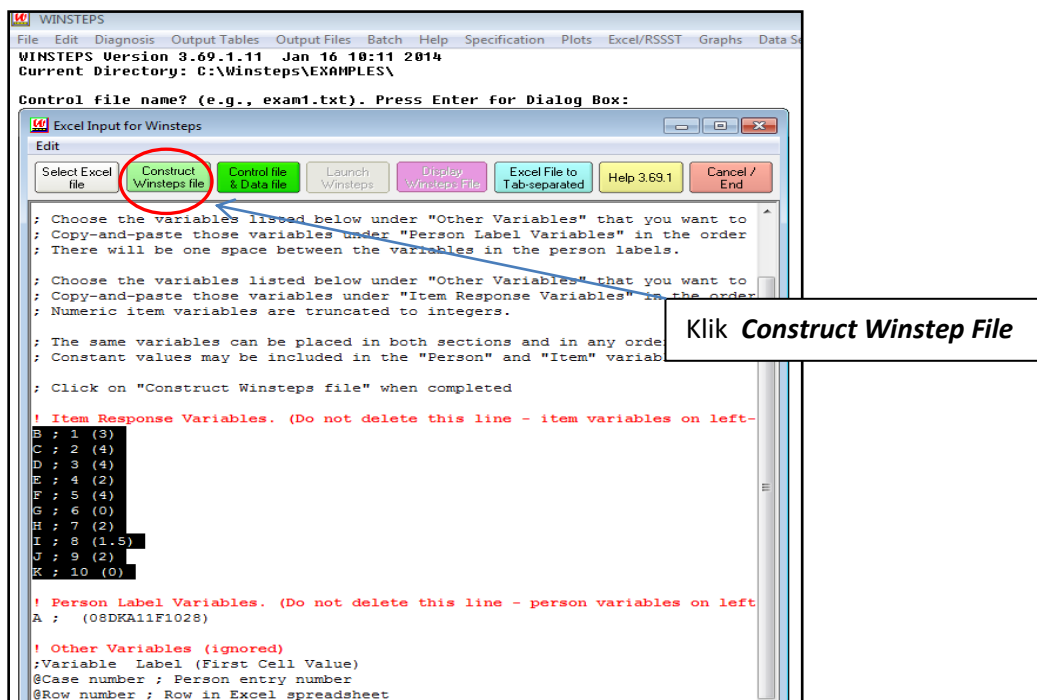 WINSTEPS
File Edit Diagnosis Output Tables Output Files Batch Help Specification Plots Excel/RSSST Graphs Data Se
WINSTEPS Version 3.69.1.11 Jan 16 10:11 2014
Current Directory: C:\Winsteps\EXAMPLES\
Control file name? (e.g., exam1.txt). Press Enter for Dialog Box:
Excel Input for Winsteps
Edit
Select Excel file
Construct Winsteps file
Control file & Data file
Launch Winsteps
Display Winsteps File
Excel File to Tab-separated
Help 3.69.1
Cancel / End
; Choose the variables listed below under "Other Variables" that you want to
; Copy-and-paste those variables under "Person Label Variables" in the order
; There will be one space between the variables in the person labels.
; Choose the variables listed below under "Other Variables" that you want to
; Copy-and-paste those variables under "Item Response Variables" in the order
; Numeric item variables are truncated to integers.
Klik Construct Winstep File
; The same variables can be placed in both sections and in any orde
; Constant values may be included in the "Person" and "Item" variab
; Click on "Construct Winsteps file" when completed
! Item Response Variables. (Do not delete this line - item variables on left-
B ; 1 (3)
C ; 2 (4)
D ; 3 (4)
E ; 4 (2)
F ; 5 (4)
G ; 6 (0)
H ; 7 (2)
I ; 8 (1.5)
J ; 9 (2)
K ; 10 (0)
! Person Label Variables. (Do not delete this line - person variables on left
A ; (08DKA11F1028)
! Other Variables (ignored)
;Variable Label (First Cell Value)
@Case number ; Person entry number
@Row number ; Row in Excel spreadsheet